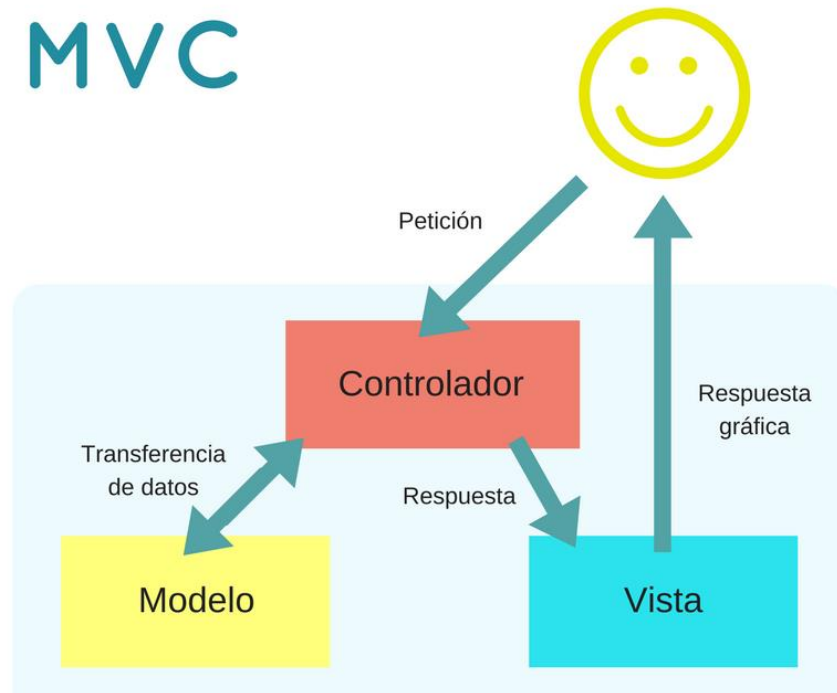 MVC
Petición
Controlador
Respuesta
gráfica
Transferencia
de datos
Respuesta
Modelo
Vista